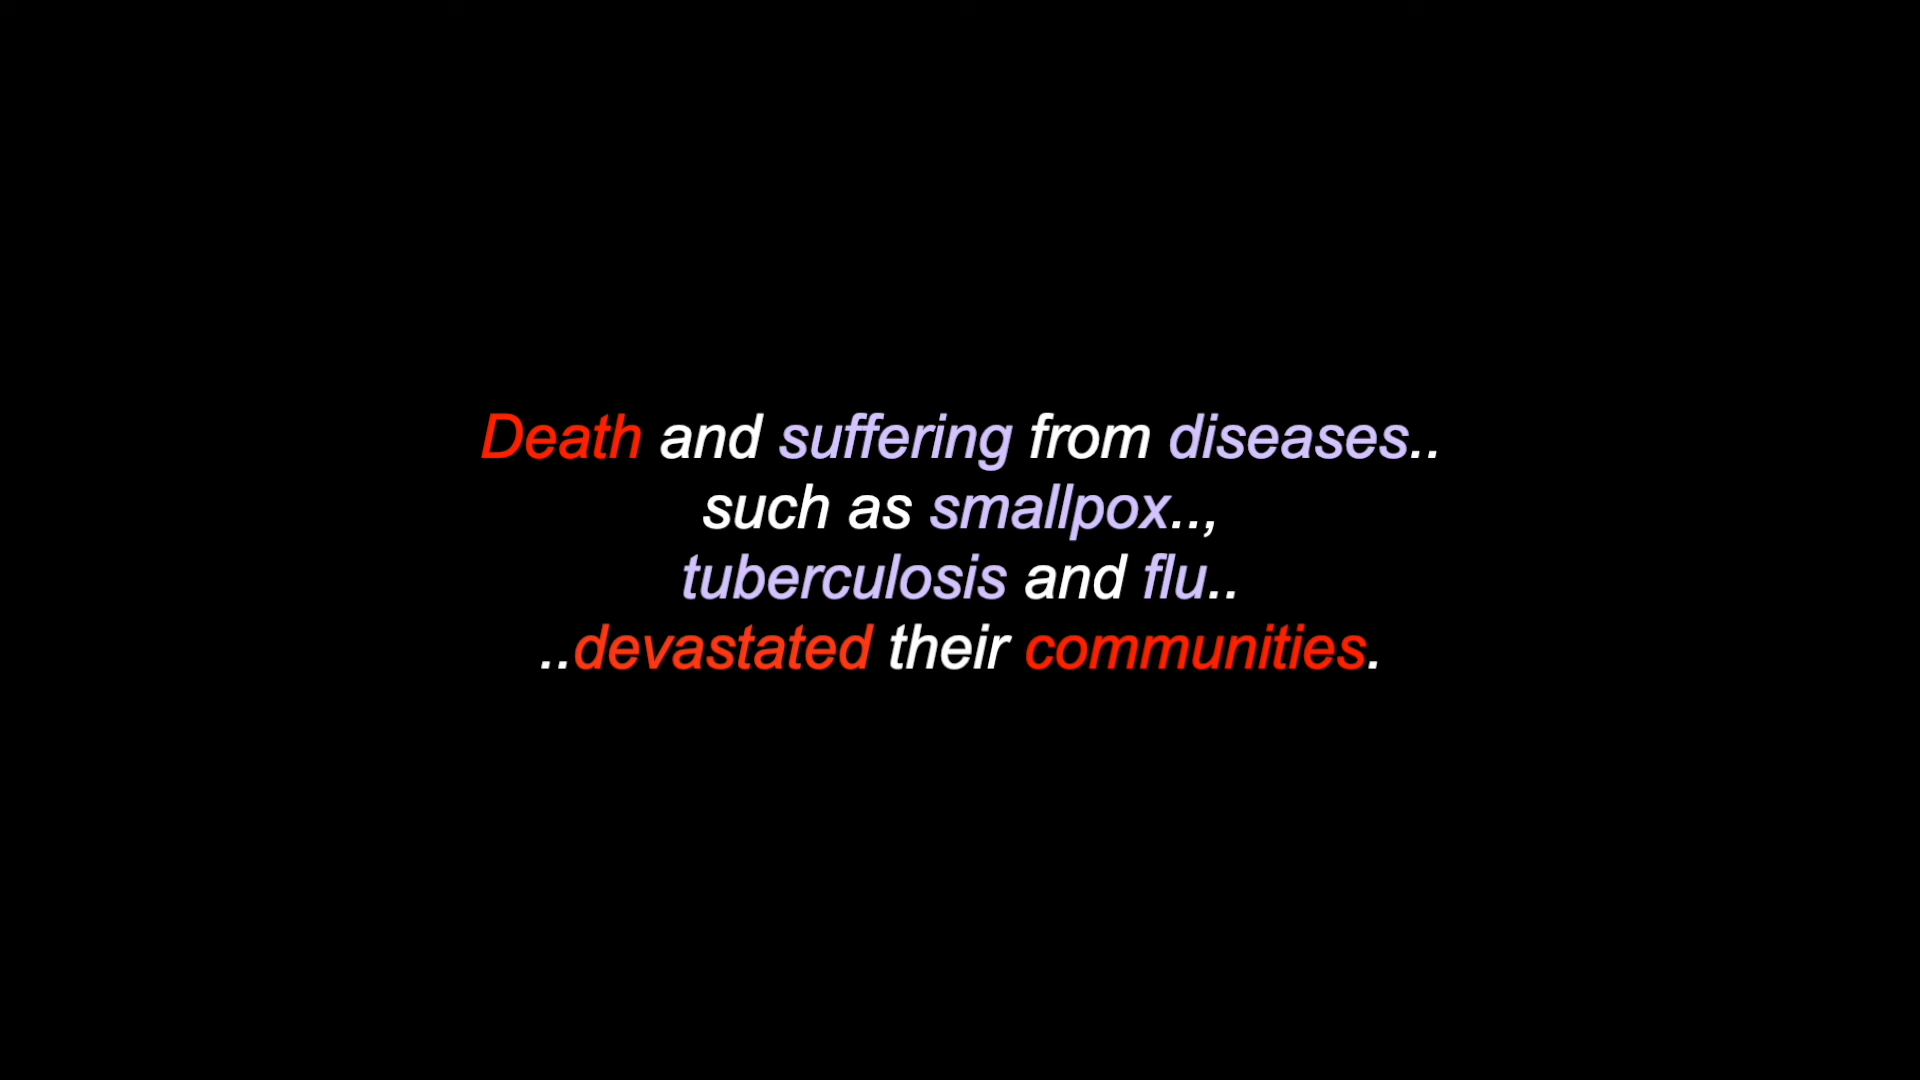 Death and suffering from diseases..
such as smallpox..,
tuberculosis and flu..
..devastated their communities.